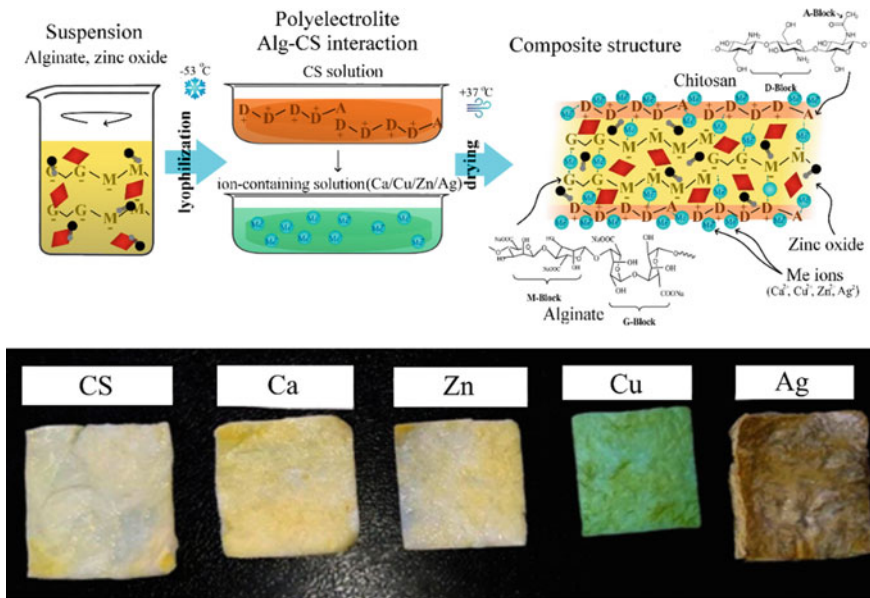 Suspension
Alginate, zinc oxide
-53 °C
lyophilization
G G M M
Polyelectrolite
Alg-CS interaction
CS solution
D D D A
D D D A
ion-containing solution(Ca/Cu/Zn/Ag)
+37 °C
drying
Composite structure
Chitosan
A-Block
D-Block
Zinc oxide
Me ions
Alginate
M-Block
G-Block
NaOOC
COONa
CS
Ca
Zn
Cu
Ag